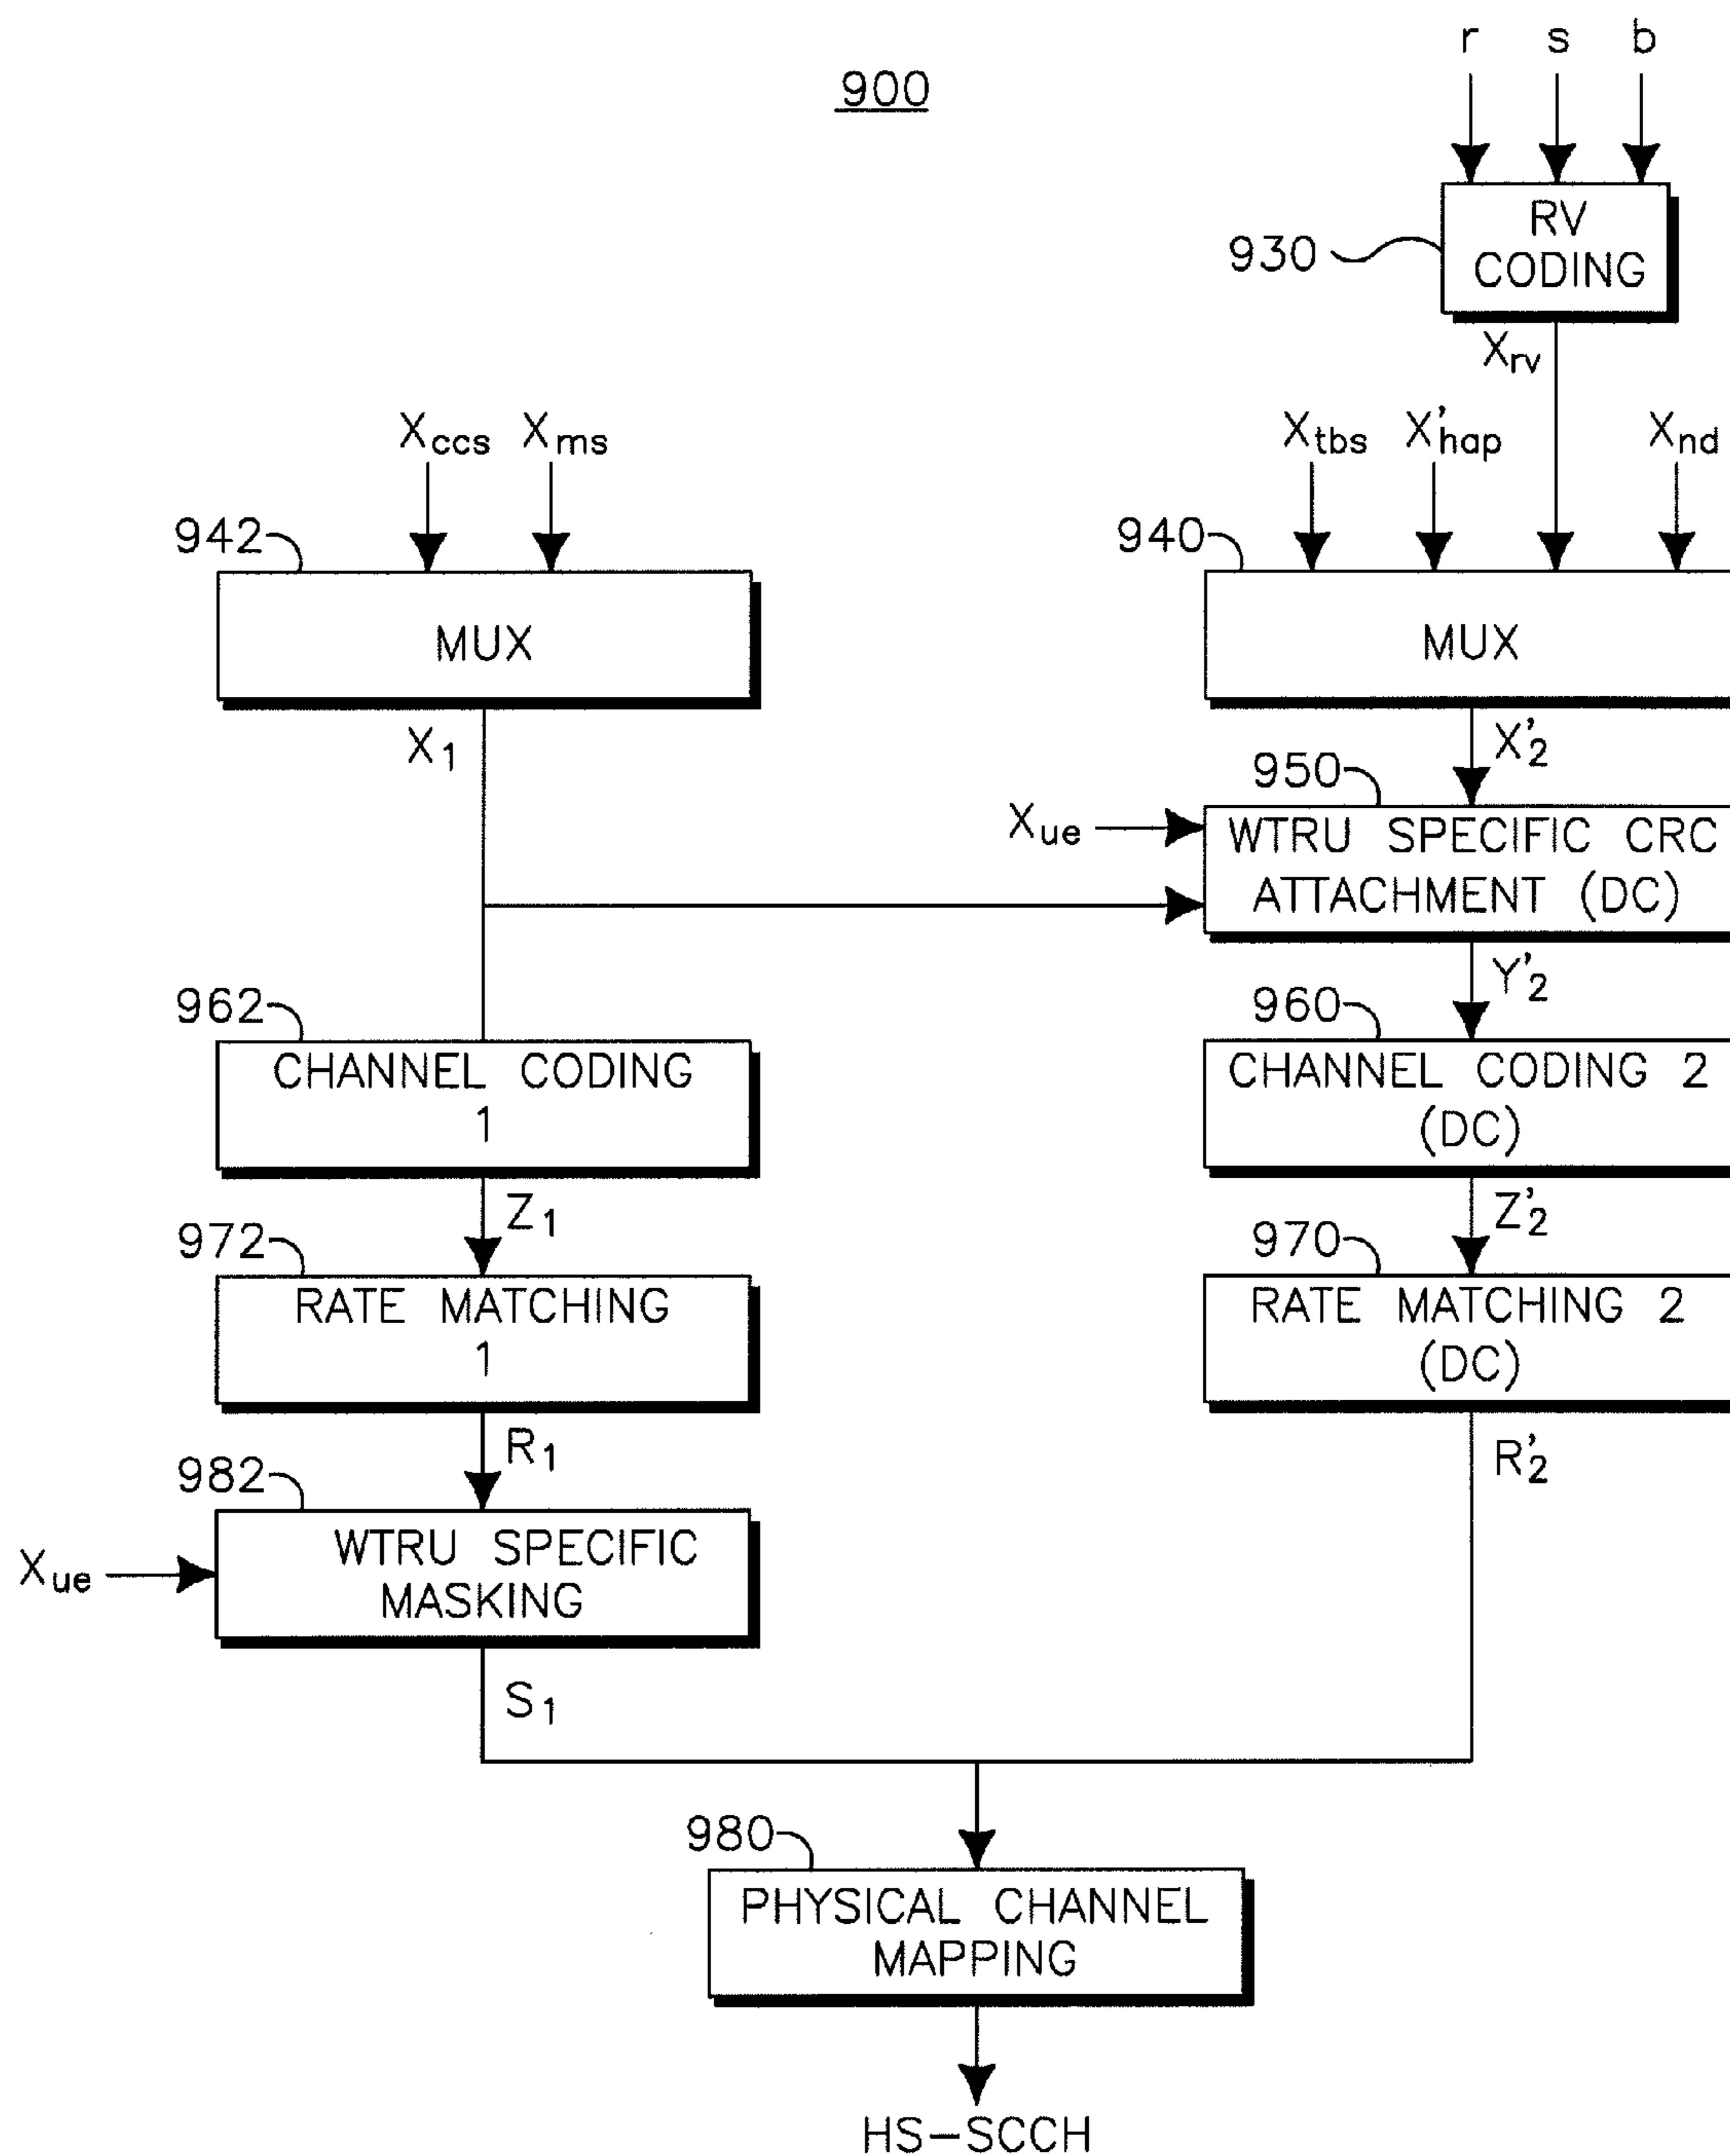 900
r s b
RV
CODING
930
Xrv
Xccs Xms
Xtbs X'hap Xnd
942
940
MUX
MUX
X1
X'2
950
Xue
WTRU SPECIFIC CRC
ATTACHMENT (DC)
Y'2
962
960
CHANNEL CODING
1
CHANNEL CODING 2
(DC)
Z1
Z'2
972
970
RATE MATCHING
1
RATE MATCHING 2
(DC)
R1
R'2
982
Xue
WTRU SPECIFIC
MASKING
S1
980
PHYSICAL CHANNEL
MAPPING
HS-SCCH